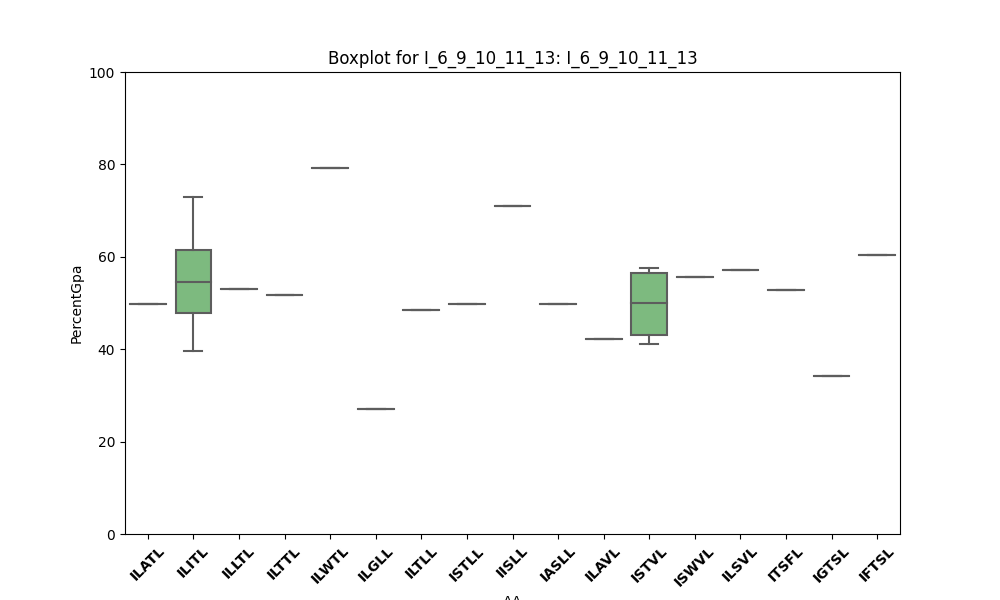 Boxplot for I_6_9_10_11_13: I_6_9_10_11_13
PercentGpa
100
80
60
40
20
0
ILATL
ILITL
ILLTL
ILTTL
ILWTL
ILGLL
ILTLL
ISTLL
IISLL
IASLL
ILAVL
ISTVL
ISWVL
ILSVL
ITSFL
IGTSL
IFTSL
AA